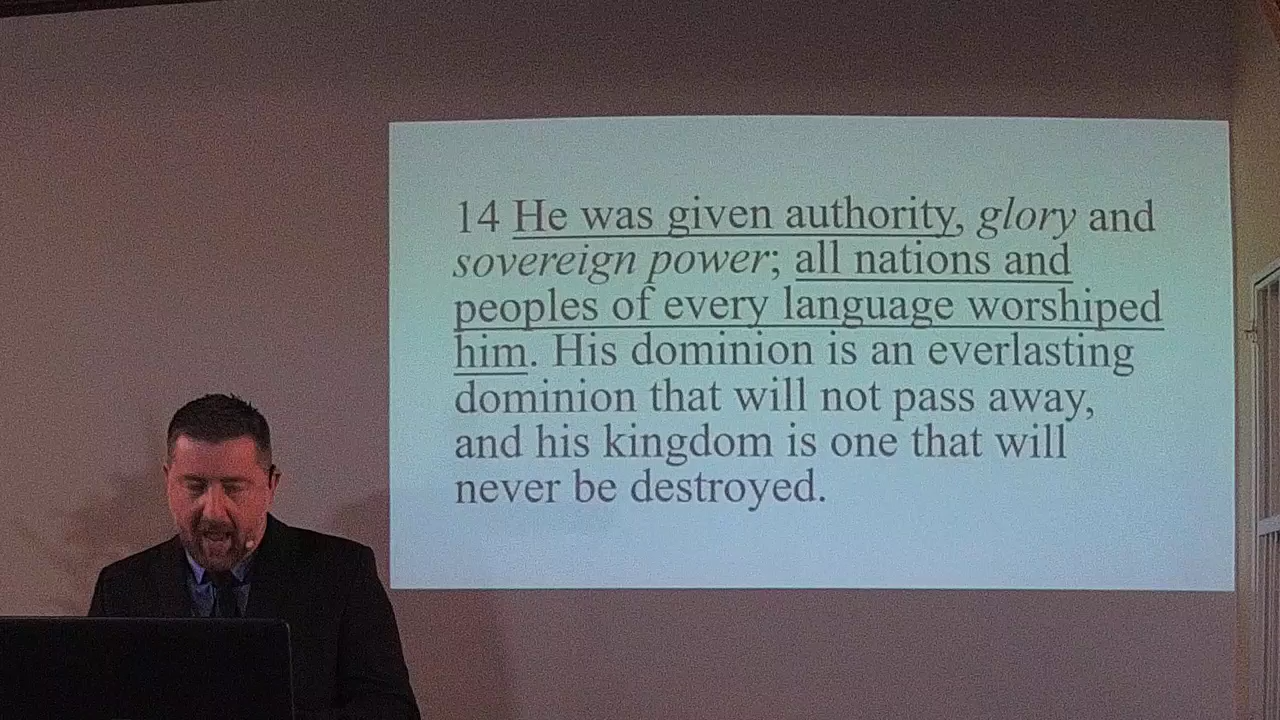 14 He was given authority, glory and
sovereign power; all nations and
peoples of every language worshiped
him. His dominion is an everlasting
dominion that will not pass away,
and his kingdom is one that will
never be destroyed.